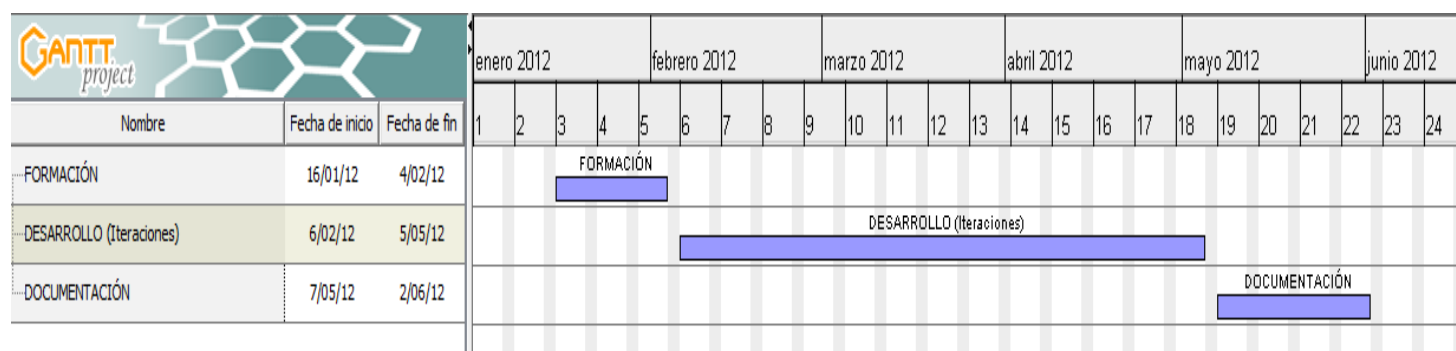 GANTT
project
enero 2012 febrero 2012 marzo 2012 abril 2012 mayo 2012 junio 2012
Nombre Fecha de inicio Fecha de fin 1 2 3 4 5 6 7 8 9 10 11 12 13 14 15 16 17 18 19 20 21 22 23 24
FORMACIÓN 16/01/12 4/02/12 FORMACIÓN
DESARROLLO (Iteraciones) 6/02/12 5/05/12 DESARROLLO (Iteraciones)
DOCUMENTACIÓN 7/05/12 2/06/12 DOCUMENTACIÓN